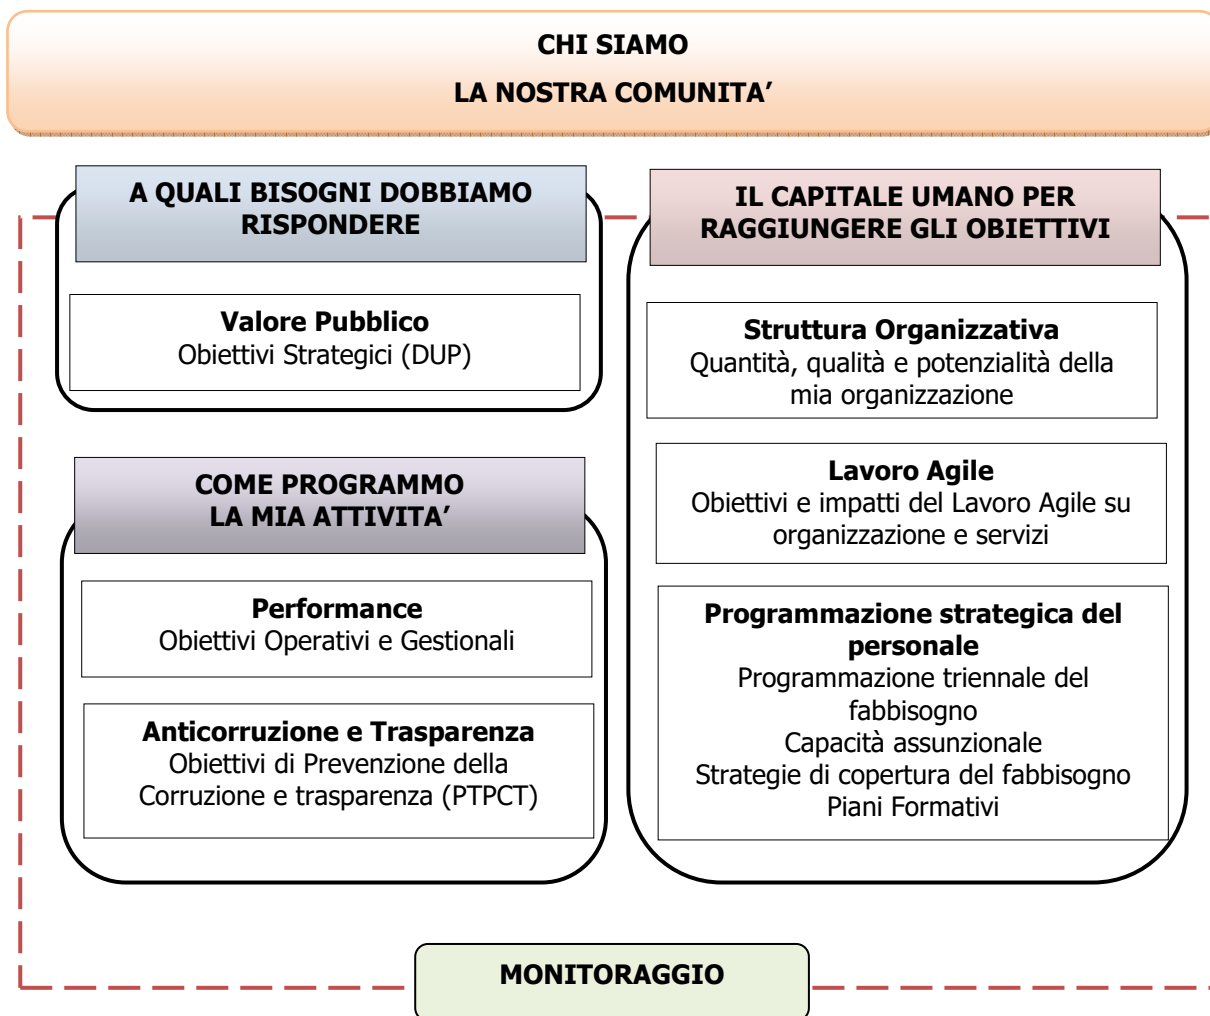 CHI SIAMO
LA NOSTRA COMUNITA’
A QUALI BISOGNI DOBBIAMO
RISPONDERE
Valore Pubblico
Obiettivi Strategici (DUP)
COME PROGRAMMO
LA MIA ATTIVITA’
Performance
Obiettivi Operativi e Gestionali
Anticorruzione e Trasparenza
Obiettivi di Prevenzione della
Corruzione e trasparenza (PTPCT)
IL CAPITALE UMANO PER
RAGGIUNGERE GLI OBIETTIVI
Struttura Organizzativa
Quantità, qualità e potenzialità della
mia organizzazione
Lavoro Agile
Obiettivi e impatti del Lavoro Agile su
organizzazione e servizi
Programmazione strategica del
personale
Programmazione triennale del
fabbisogno
Capacità assunzionale
Strategie di copertura del fabbisogno
Piani Formativi
MONITORAGGIO